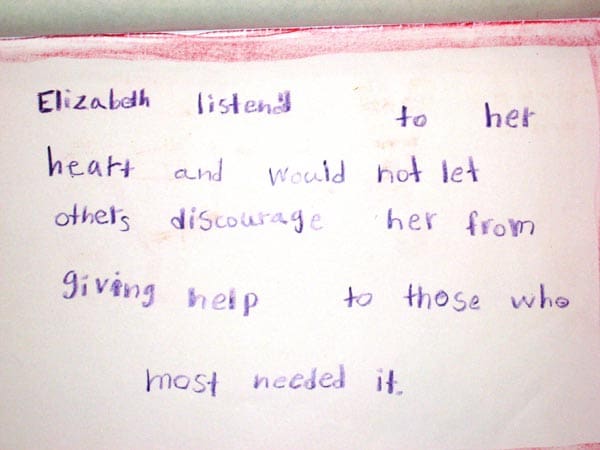 Elizabeth listend to her
heart and would not let
others discourage her from
giving help to those who
most needed it.